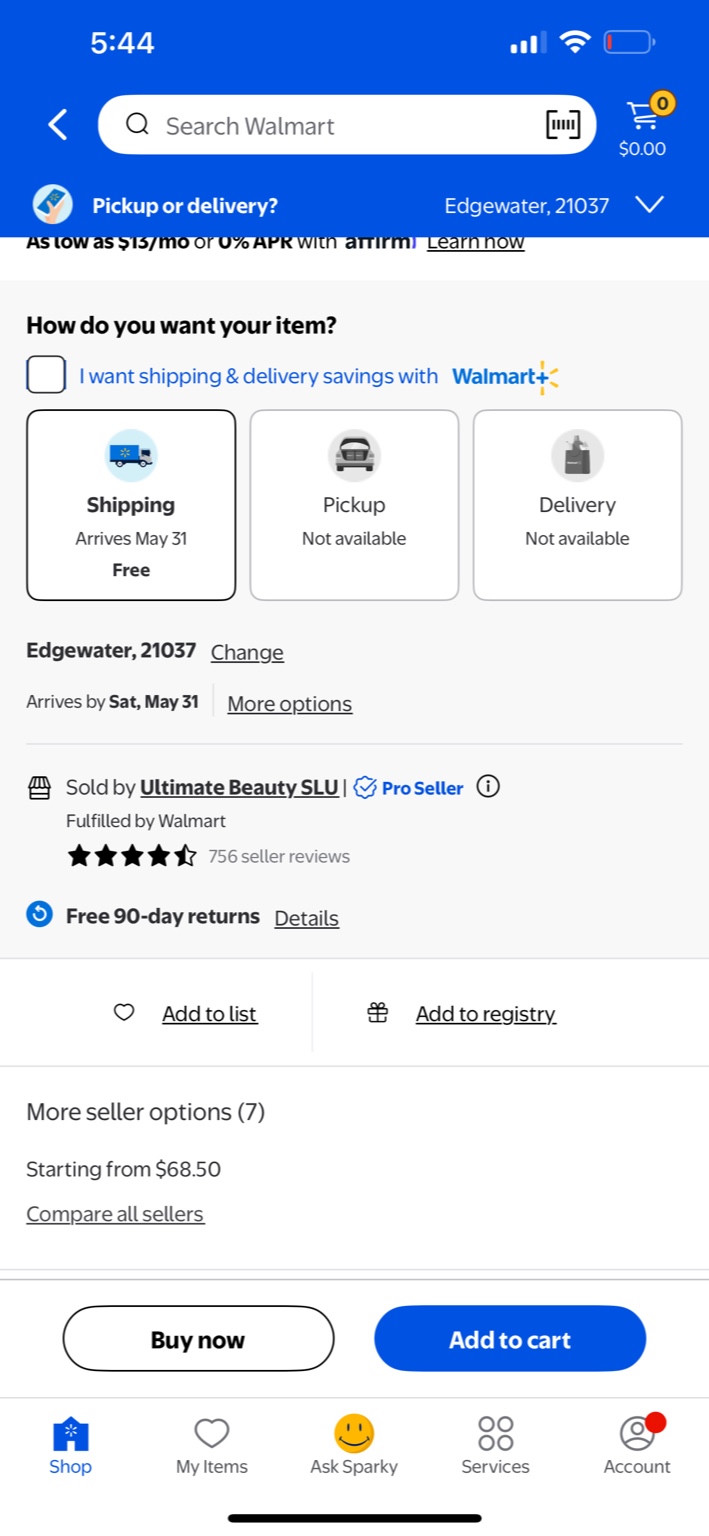 5:44
Search Walmart
0
$0.00
Pickup or delivery?
Edgewater, 21037
As low as $13/mo or 0% APR with affirm Learn how
How do you want your item?
I want shipping & delivery savings with Walmart+
Shipping
Arrives May 31
Free
Pickup
Not available
Delivery
Not available
Edgewater, 21037 Change
Arrives by Sat, May 31 More options
Sold by Ultimate Beauty SLU | Pro Seller
Fulfilled by Walmart
756 seller reviews
Free 90-day returns Details
Add to list
Add to registry
More seller options (7)
Starting from $68.50
Compare all sellers
Buy now
Add to cart
Shop
My Items
Ask Sparky
Services
Account